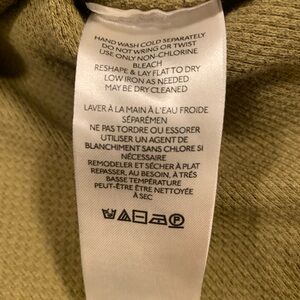 HAND WASH COLD SEPARATELY
DO NOT WRING OR TWIST
USE ONLY NON-CHLORINE
BLEACH
RESHAPE & LAY FLAT TO DRY
LOW IRON AS NEEDED
MAY BE DRY CLEANED
LAVER À LA MAIN À L'EAU FROIDE
SÉPARÉMEN
NE PAS TORDRE OU ESSORER
UTILISER UN AGENT DE
BLANCHIMENT SANS CHLORE SI
NÉCESSAIRE
REMODELER ET SÉCHER À PLAT
REPASSER, AU BESOIN, À TRÈS
BASSE TEMPÉRATURE
PEUT-ÊTRE ÊTRE NETTOYÉE
À SEC
P